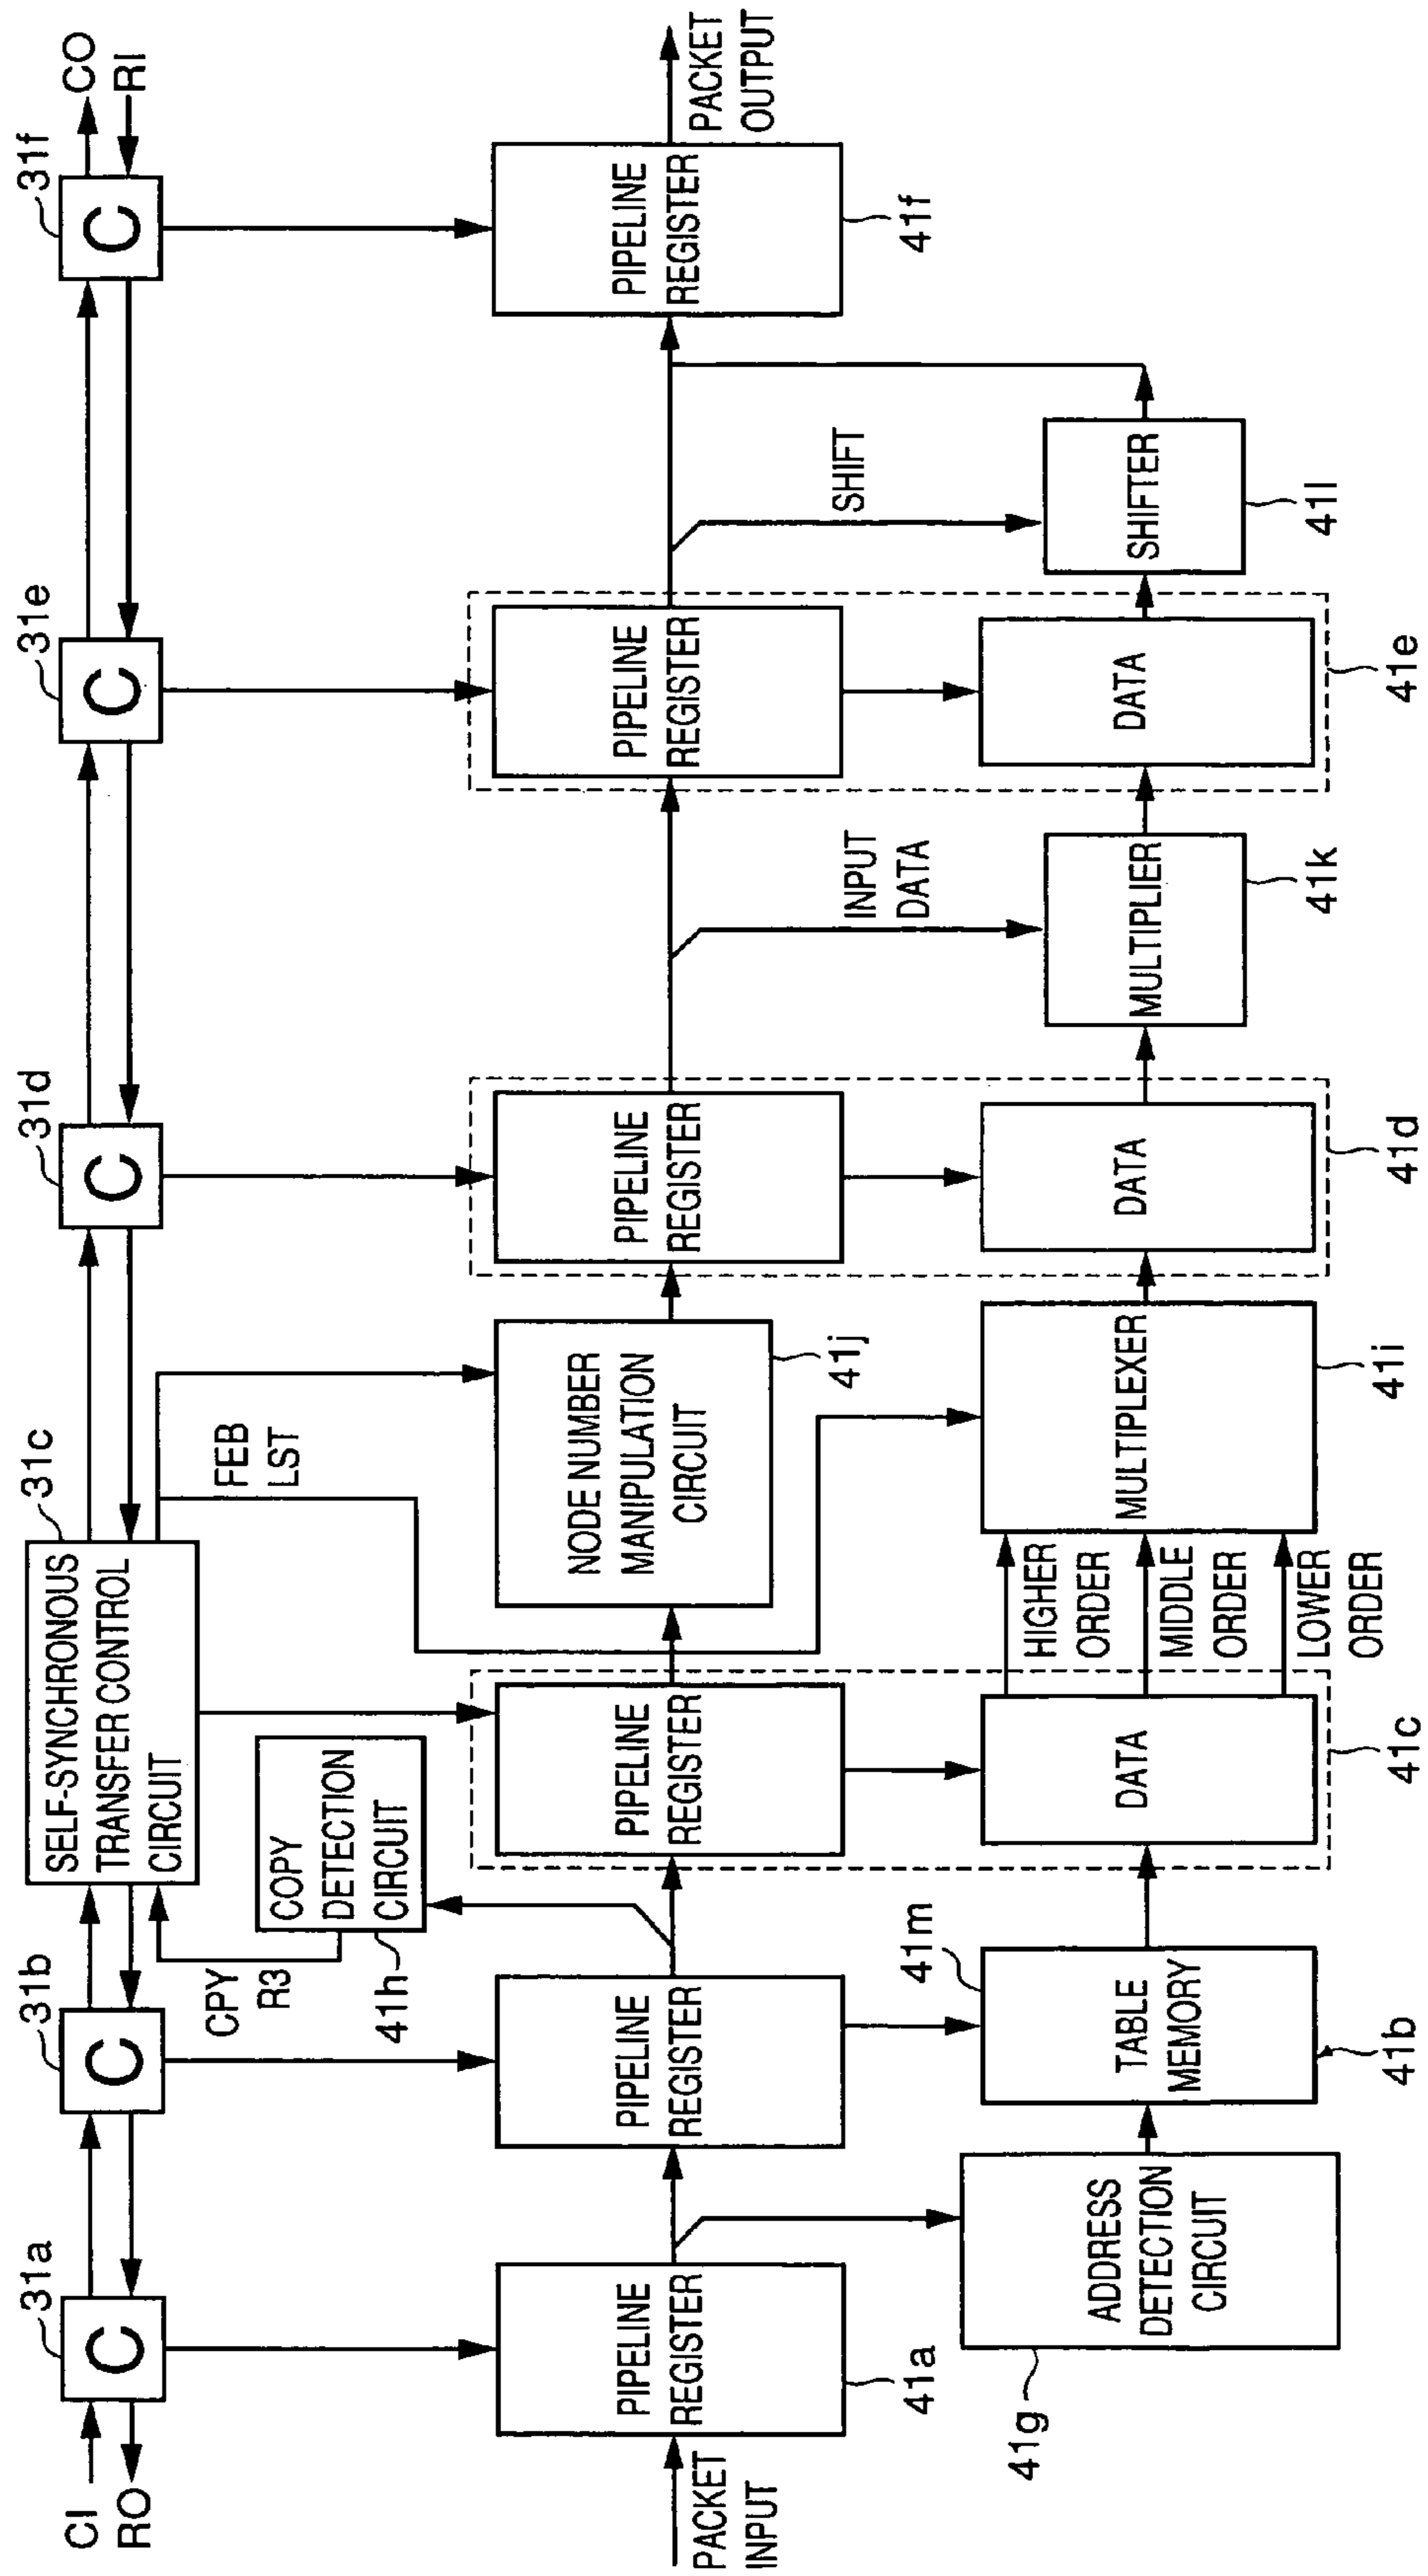 CI
RO
31a
C
31b
C
CPY
R3
31c
SELF-SYNCHRONOUS
TRANSFER CONTROL
CIRCUIT
FEB
LST
31d
C
31e
C
31f
C
CO
RI
COPY
DETECTION
CIRCUIT
41h
PACKET
INPUT
PIPELINE
REGISTER
41a
PIPELINE
REGISTER
PIPELINE
REGISTER
NODE NUMBER
MANIPULATION
CIRCUIT
41j
PIPELINE
REGISTER
INPUT
DATA
PIPELINE
REGISTER
SHIFT
PIPELINE
REGISTER
41f
PACKET
OUTPUT
41g
ADDRESS
DETECTION
CIRCUIT
41m
TABLE
MEMORY
41b
DATA
41c
HIGHER
ORDER
MIDDLE
ORDER
LOWER
ORDER
MULTIPLEXER
41i
DATA
41d
MULTIPLIER
41k
DATA
41e
SHIFTER
41l